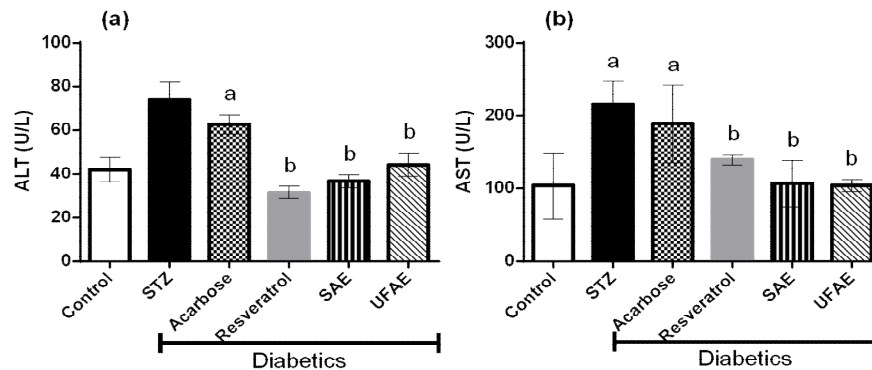 (a)
ALT (U/L)
100
80
60
40
20
0
a
b
b
b
Control
STZ
Acarbose
Resveratrol
SAE
UFAE
Diabetics
(b)
AST (U/L)
300
200
100
0
a
a
b
b
b
Control
STZ
Acarbose
Resveratrol
SAE
UFAE
Diabetics